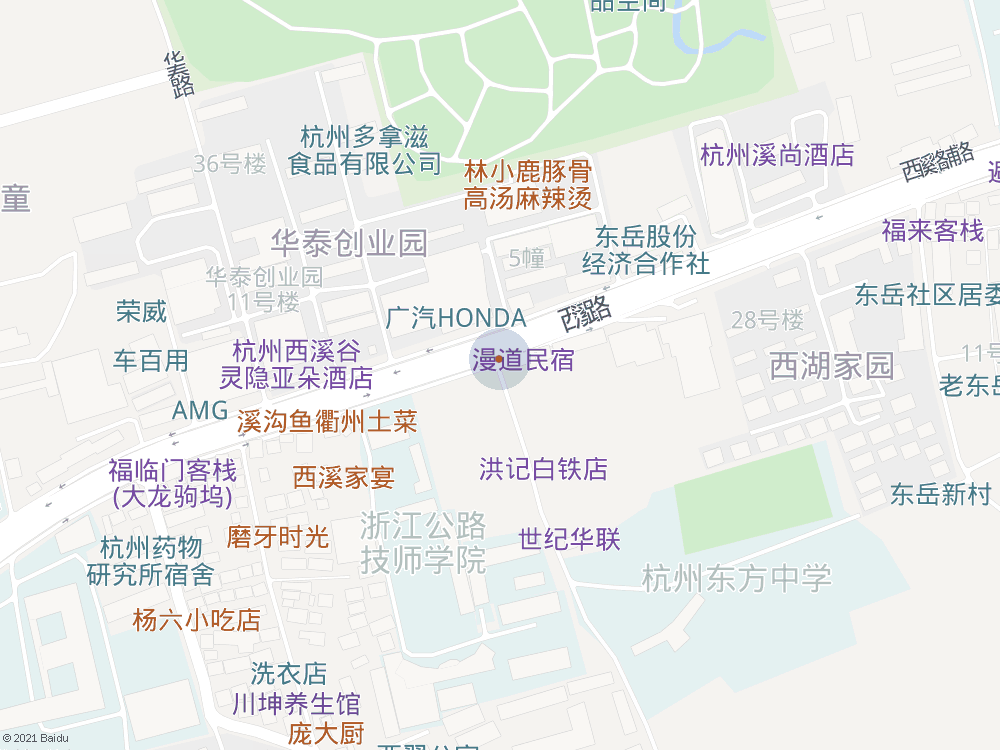 品空间
华泰路
杭州多拿滋
食品有限公司
36号楼
林小鹿豚骨
高汤麻辣烫
杭州溪尚酒店
西溪路辅路
童
福来客栈
华泰创业园
东岳股份
经济合作社
5幢
华泰创业园
11号楼
东岳社区居委
荣威
广汽HONDA
西溪路
28号楼
杭州西溪谷
灵隐亚朵酒店
车百用
漫道民宿
西湖家园
11号
老东岳
AMG
溪沟鱼衢州土菜
福临门客栈
(大龙驹坞)
西溪家宴
洪记白铁店
东岳新村
磨牙时光
浙江公路
技师学院
世纪华联
杭州药物
研究所宿舍
杭州东方中学
杨六小吃店
洗衣店
川坤养生馆
庞大厨
© 2021 Baidu